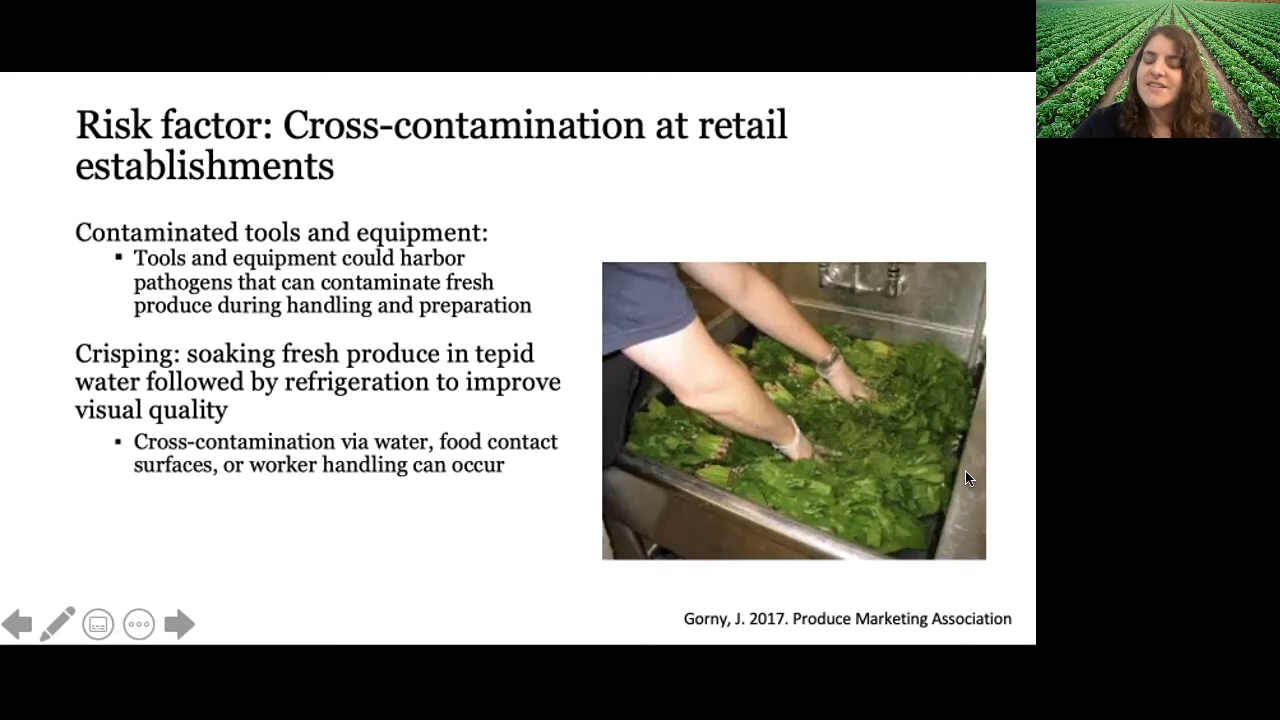 Risk factor: Cross-contamination at retail
establishments
Contaminated tools and equipment:
▪ Tools and equipment could harbor
pathogens that can contaminate fresh
produce during handling and preparation
Crisping: soaking fresh produce in tepid
water followed by refrigeration to improve
visual quality
▪ Cross-contamination via water, food contact
surfaces, or worker handling can occur
Gorny, J. 2017. Produce Marketing Association